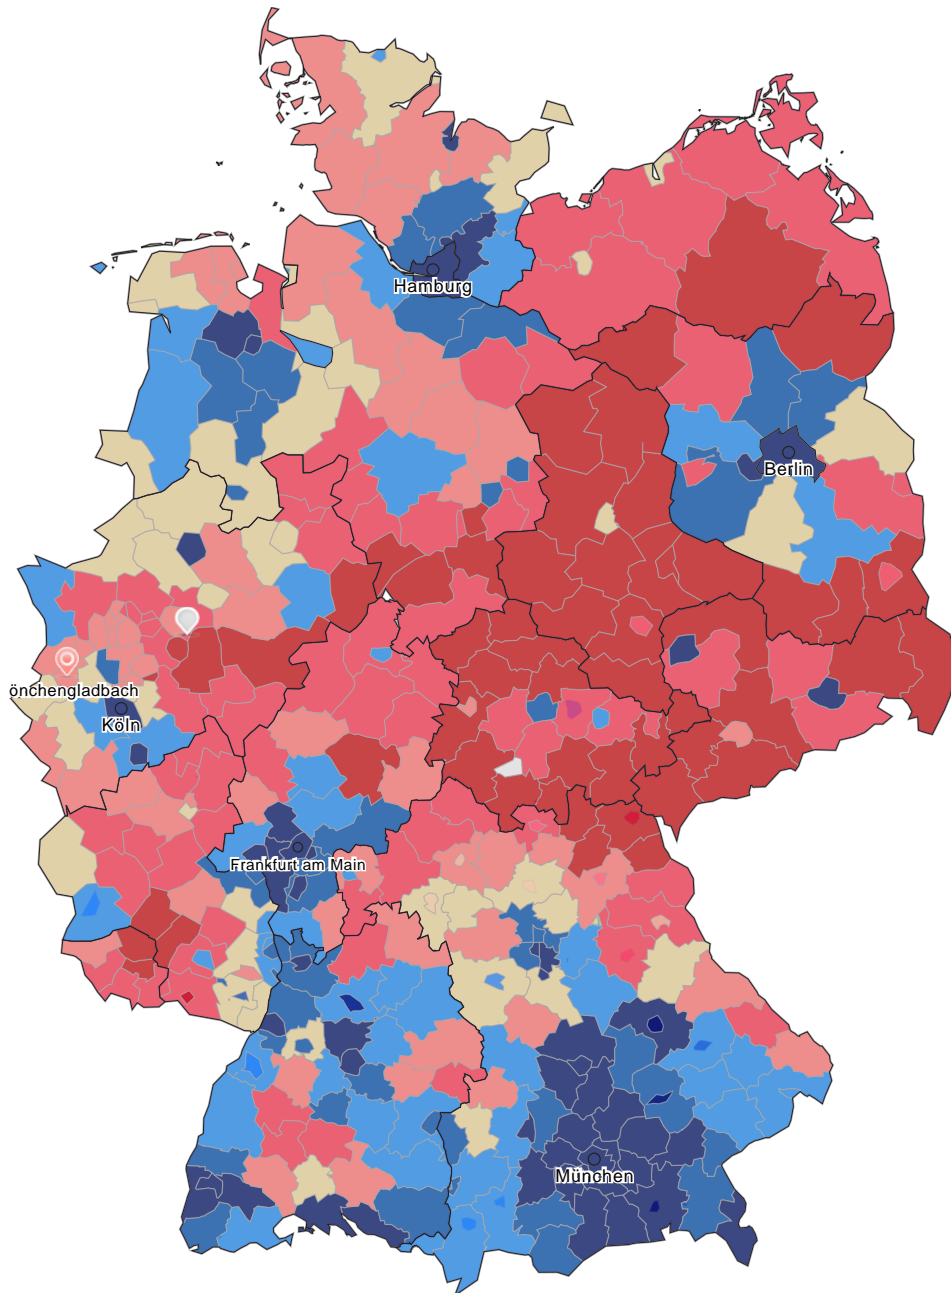 Hamburg
Berlin
önchengladbach
Köln
Frankfurt am Main
München